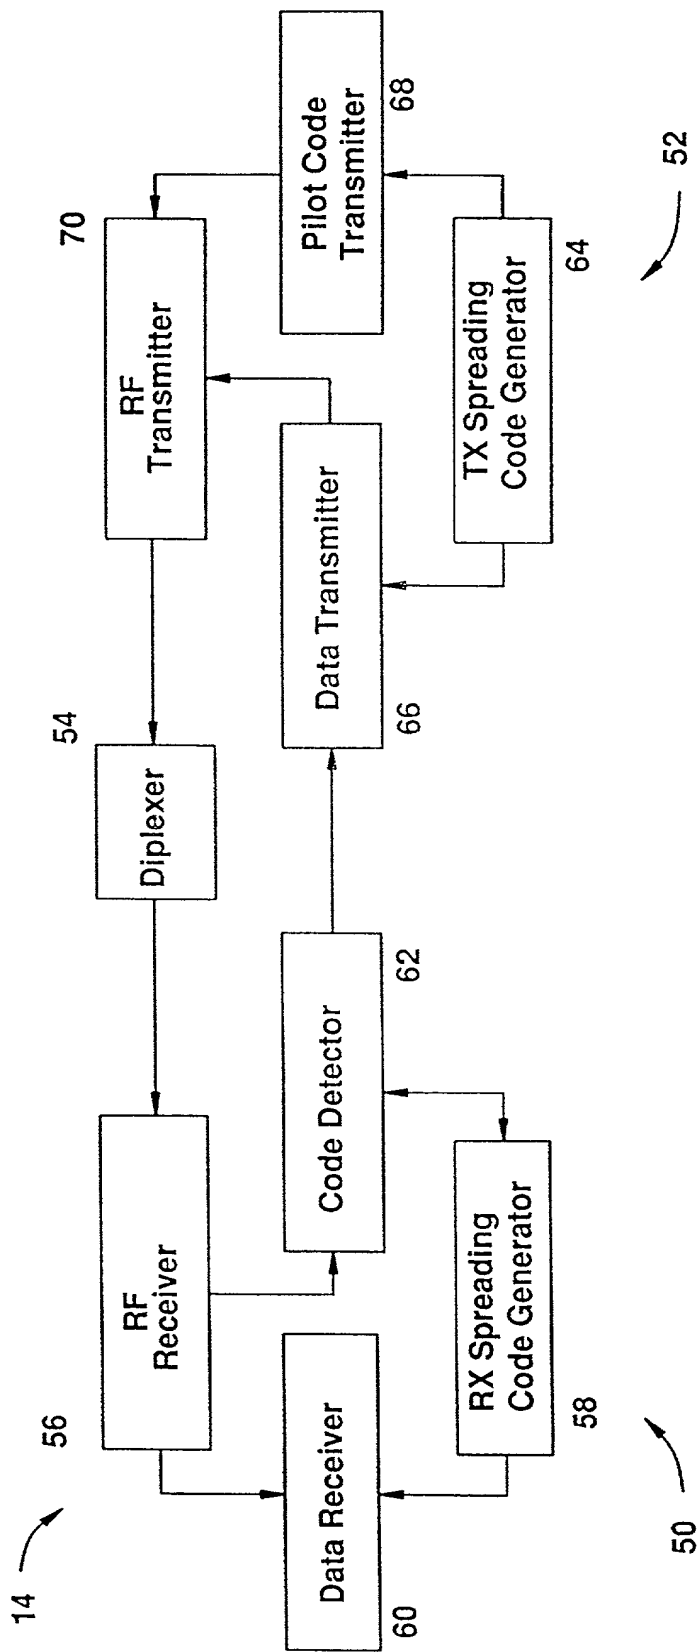 14
56
RF
Receiver
54
Diplexer
70
RF
Transmitter
60
Data Receiver
Code Detector
62
66
Data Transmitter
Pilot Code
Transmitter
68
58
RX Spreading
Code Generator
TX Spreading
Code Generator
64
50
52